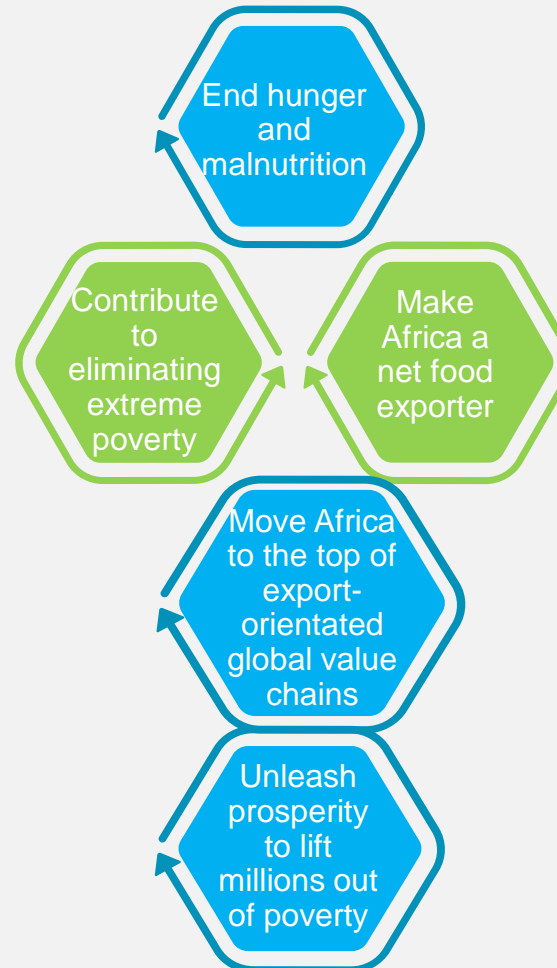 End hunger
and
malnutrition
Contribute
to
eliminating
extreme
poverty
Make
Africa a
net food
exporter
Move Africa
to the top of
export-
orientated
global value
chains
Unleash
prosperity
to lift
millions out
of poverty